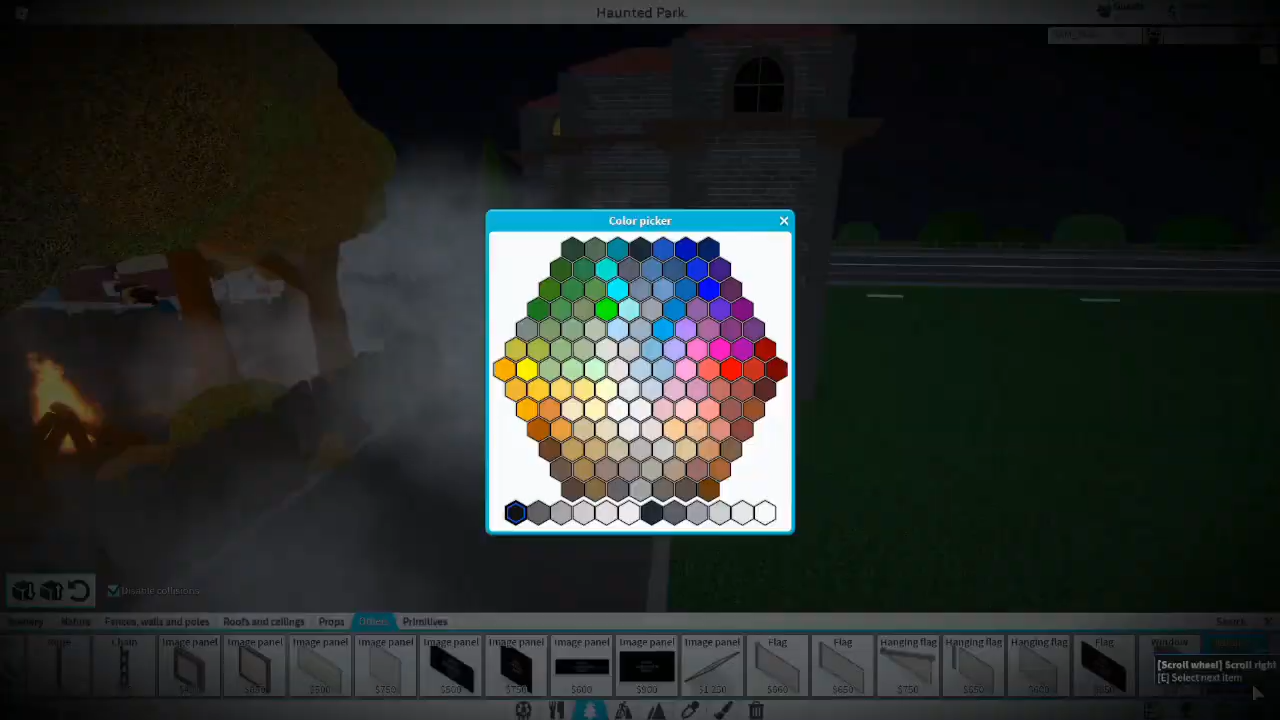 Haunted Park
Guests
Color picker
Disable collisions
Scenery Nature Fences, walls and poles Roofs and ceilings Props Others Primitives Search
Chain Image panel Image panel Image panel Image panel Image panel Image panel Image panel Image panel Image panel Flag Flag Hanging flag Hanging flag Hanging flag Flag Window
$500 $750 $500 $750 $600 $900 $1 250 $660 $650 $750 $650
[Scroll wheel] Scroll right
[E] Select next item